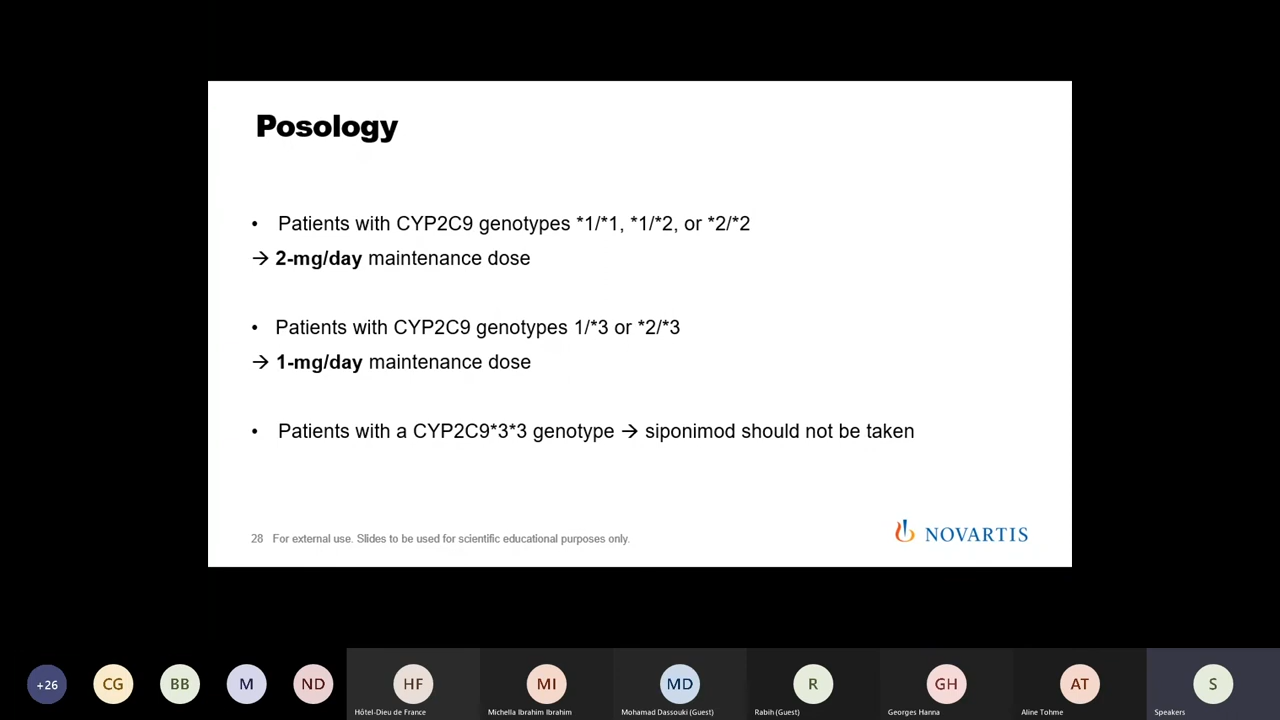 Posology
• Patients with CYP2C9 genotypes *1/*1, *1/*2, or *2/*2
→ 2-mg/day maintenance dose
• Patients with CYP2C9 genotypes 1/*3 or *2/*3
→ 1-mg/day maintenance dose
• Patients with a CYP2C9*3*3 genotype → siponimod should not be taken
28 For external use. Slides to be used for scientific educational purposes only.
NOVARTIS
+26 CG BB M ND HF MI MD R GH AT S
Hôtel-Dieu de France Michella Ibrahim Ibrahim Mohamad Dassouki (Guest) Rabih (Guest) Georges Hanna Aline Tohme Speakers